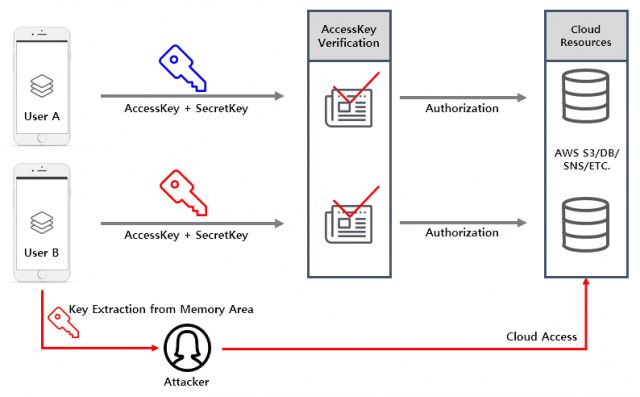 AccessKey
Verification
Cloud
Resources
User A
AccessKey + SecretKey
Authorization
AWS S3/DB/
SNS/ETC.
User B
AccessKey + SecretKey
Authorization
Key Extraction from Memory Area
Attacker
Cloud Access